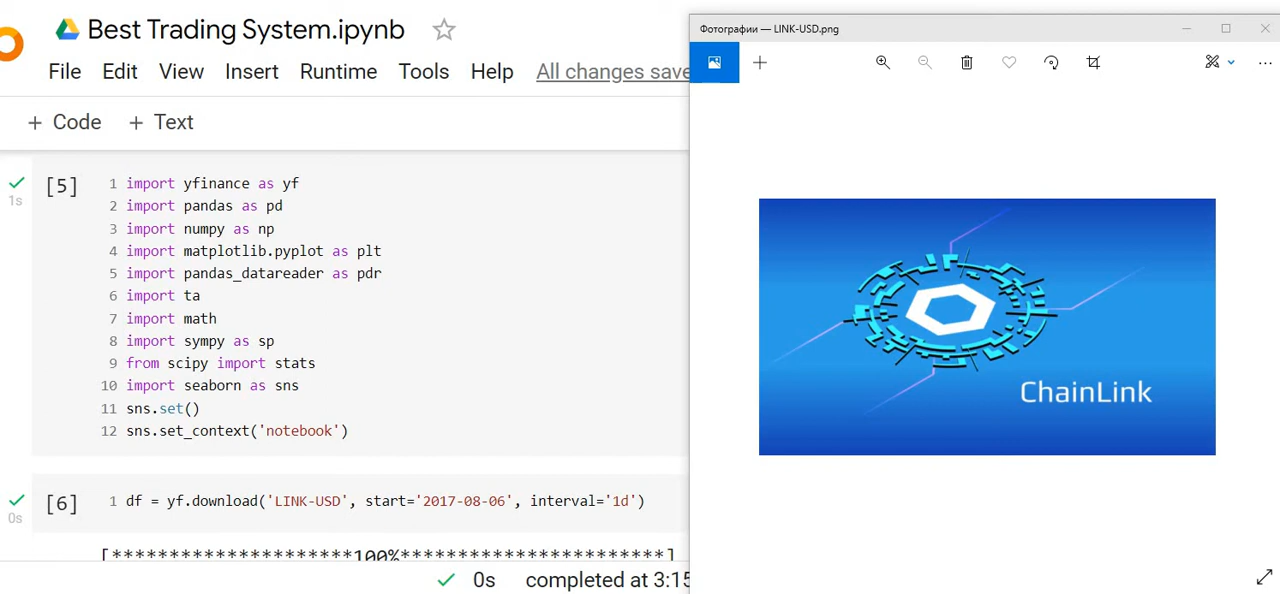 Best Trading System.ipynb
File Edit View Insert Runtime Tools Help All changes save
+ Code + Text
[5]
1s
1 import yfinance as yf
2 import pandas as pd
3 import numpy as np
4 import matplotlib.pyplot as plt
5 import pandas_datareader as pdr
6 import ta
7 import math
8 import sympy as sp
9 from scipy import stats
10 import seaborn as sns
11 sns.set()
12 sns.set_context('notebook')
[6]
0s
1 df = yf.download('LINK-USD', start='2017-08-06', interval='1d')
[*********************100%***********************]
0s completed at 3:15
Фотографии — LINK-USD.png
ChainLink